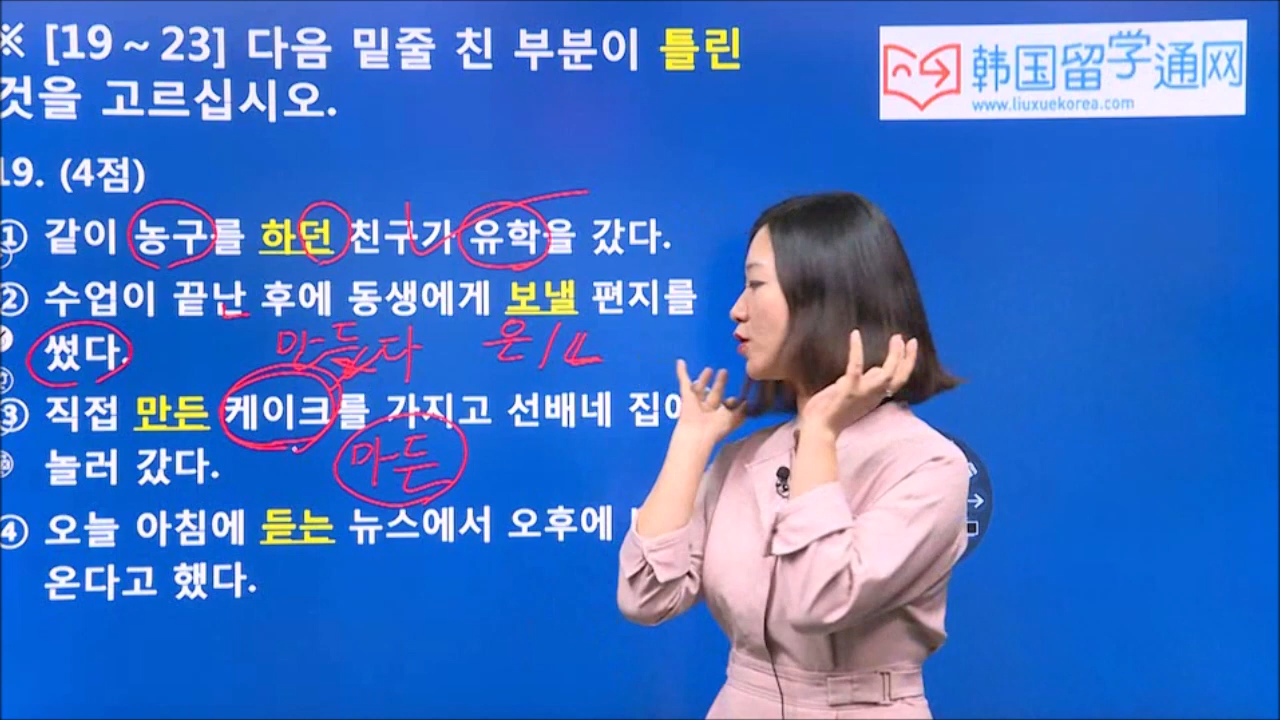 ※ [19 ~ 23] 다음 밑줄 친 부분이 틀린
것을 고르십시오.
韩国留学通网
www.liuxuekorea.com
19. (4점)
① 같이 농구를 하던 친구가 유학을 갔다.
② 수업이 끝난 후에 동생에게 보낼 편지를
썼다.
만들다 은/ㄴ
③ 직접 만든 케이크를 가지고 선배네 집에
놀러 갔다.
만든
④ 오늘 아침에 듣는 뉴스에서 오후에
온다고 했다.